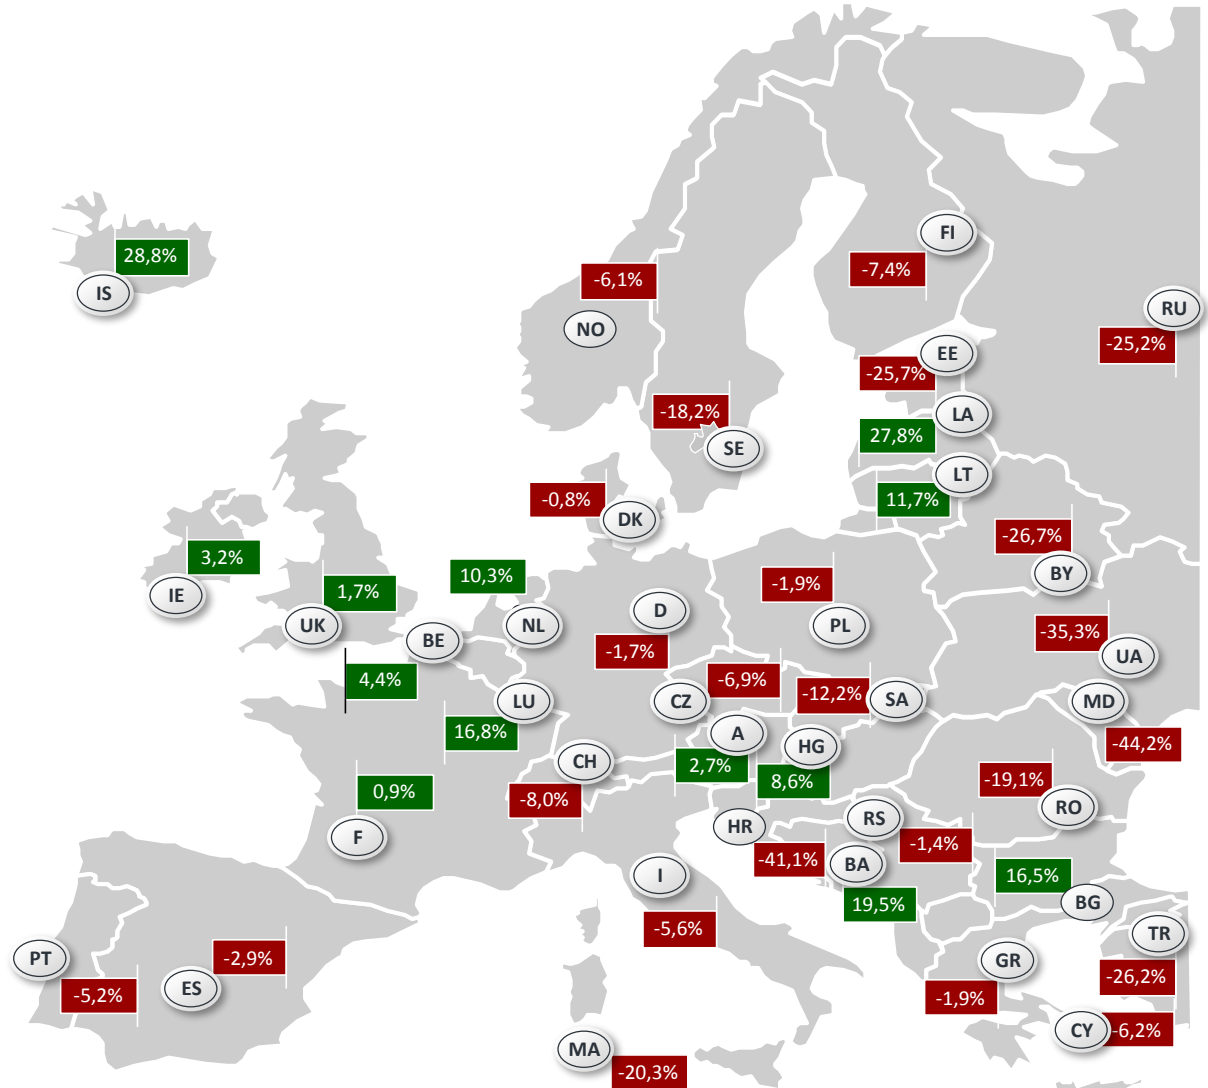 28,8%
IS
FI
-7,4%
-6,1%
NO
RU
-25,2%
EE
-25,7%
LA
27,8%
-18,2%
SE
LT
11,7%
-0,8%
DK
-26,7%
BY
3,2%
IE
1,7%
UK
10,3%
NL
BE
4,4%
D
-1,7%
-1,9%
PL
-35,3%
UA
LU
16,8%
CZ
-6,9%
-12,2%
SA
MD
-44,2%
A
2,7%
HG
8,6%
CH
-8,0%
0,9%
F
-19,1%
RO
HR
-41,1%
RS
-1,4%
BA
19,5%
16,5%
BG
I
-5,6%
PT
-5,2%
-2,9%
ES
TR
-26,2%
GR
-1,9%
CY
-6,2%
MA
-20,3%